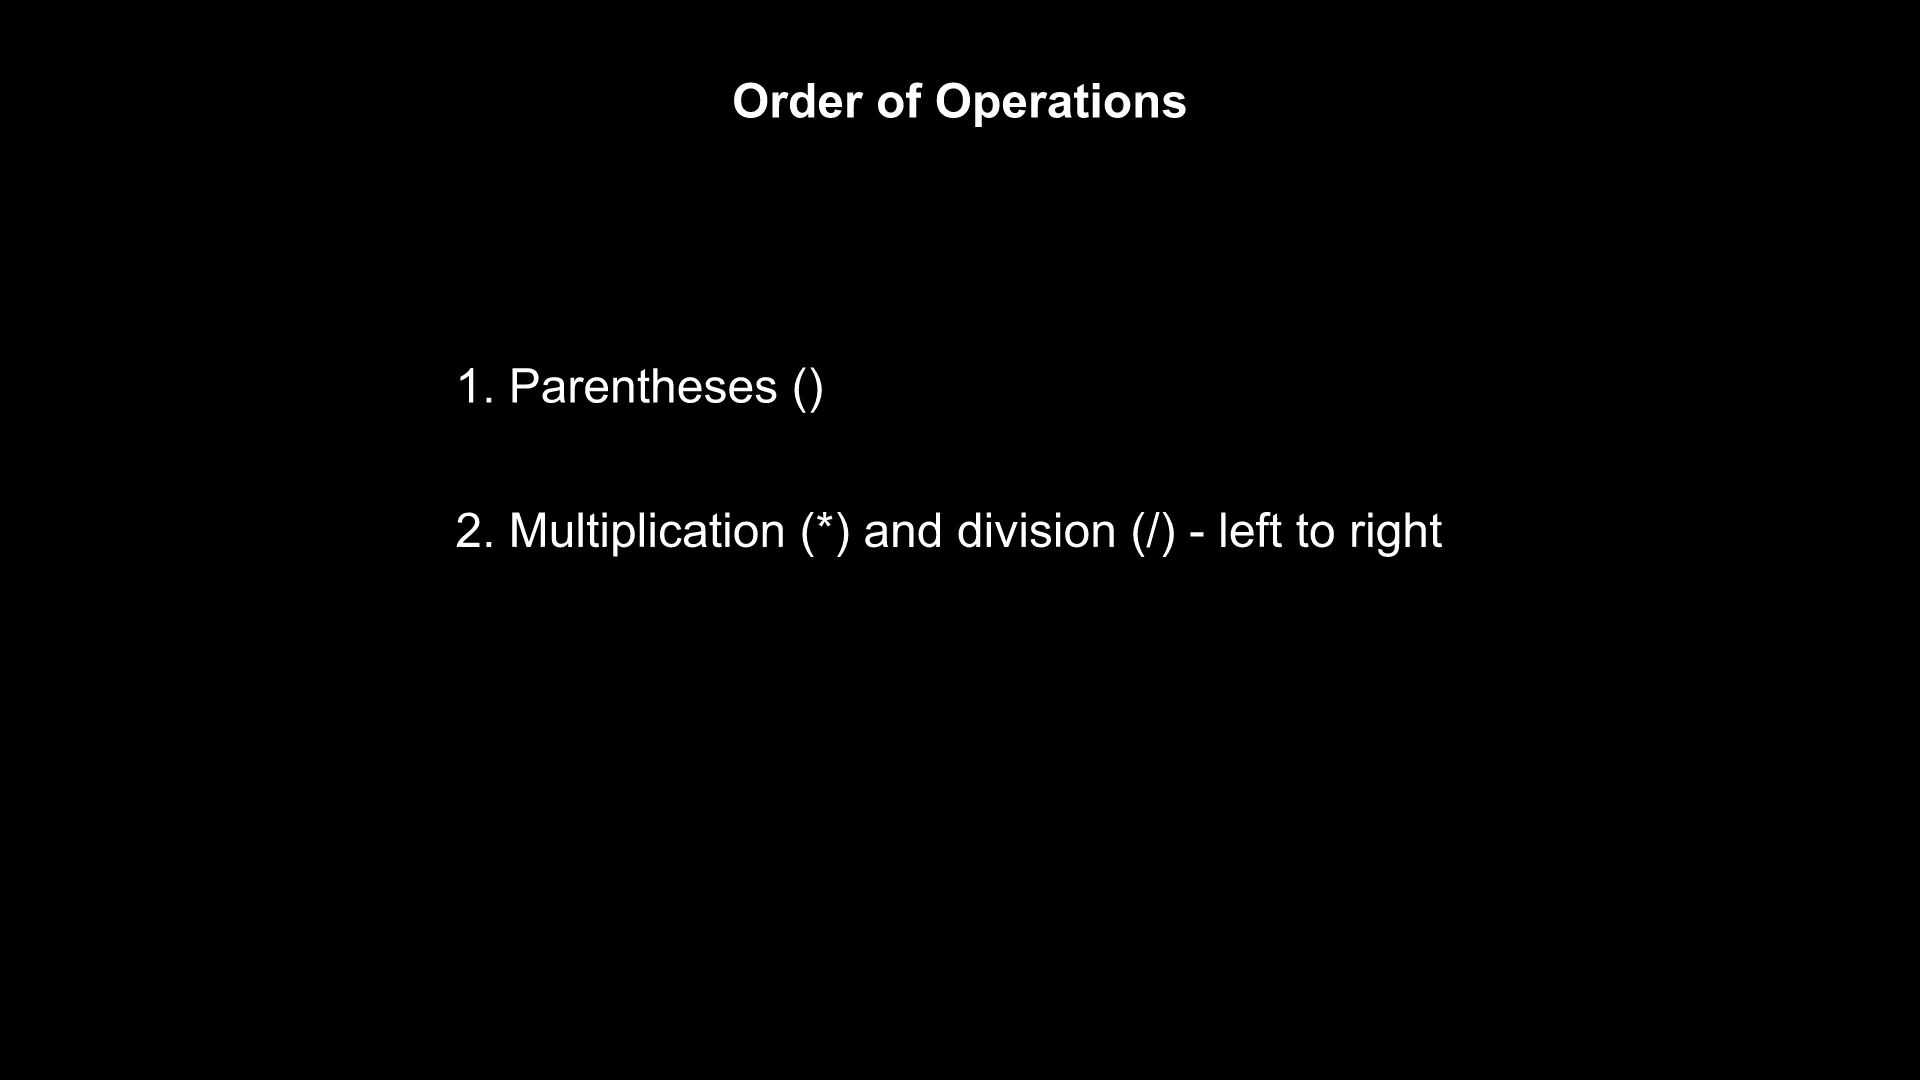 Order of Operations
1. Parentheses ()
2. Multiplication (*) and division (/) - left to right